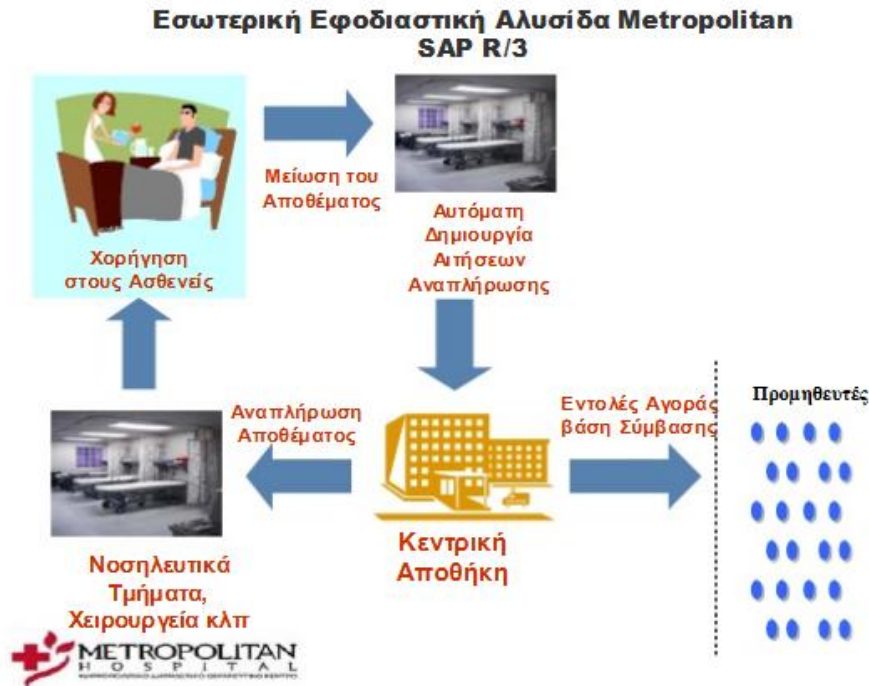 Εσωτερική Εφοδιαστική Αλυσίδα Metropolitan
SAP R/3
Μείωση του
Αποθέματος
Χορήγηση
στους Ασθενείς
Αυτόματη
Δημιουργία
Αιτήσεων
Αναπλήρωσης
Αναπλήρωση
Αποθέματος
Εντολές Αγοράς
βάση Σύμβασης
Προμηθευτές
Κεντρική
Αποθήκη
Νοσηλευτικά
Τμήματα,
Χειρουργεία κλπ
METROPOLITAN
HOSPITAL